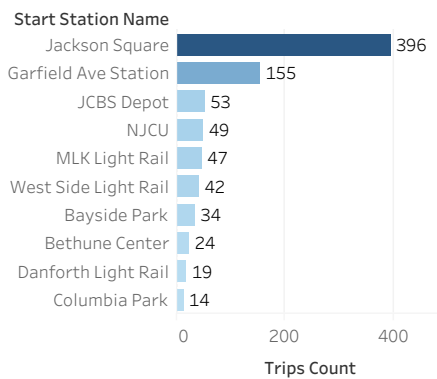 Start Station Name
Jackson Square 396
Garfield Ave Station 155
JCBS Depot 53
NJCU 49
MLK Light Rail 47
West Side Light Rail 42
Bayside Park 34
Bethune Center 24
Danforth Light Rail 19
Columbia Park 14
0 200 400
Trips Count